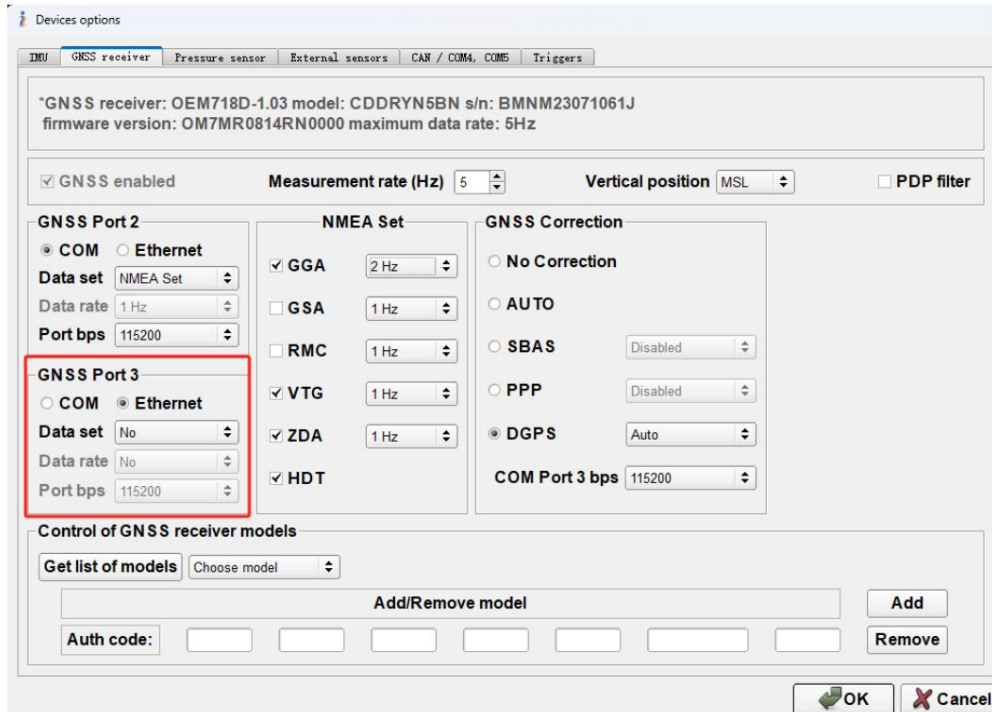 Devices options
IMU GNSS receiver Pressure sensor External sensors CAN / COM4, COM5 Triggers
*GNSS receiver: OEM718D-1.03 model: CDDRYN5BN s/n: BMNM23071061J
firmware version: OM7MR0814RN0000 maximum data rate: 5Hz
GNSS enabled Measurement rate (Hz) 5 Vertical position MSL PDP filter
GNSS Port 2
COM Ethernet
Data set NMEA Set
Data rate 1 Hz
Port bps 115200
GNSS Port 3
COM Ethernet
Data set No
Data rate No
Port bps 115200
NMEA Set
GGA 2 Hz
GSA 1 Hz
RMC 1 Hz
VTG 1 Hz
ZDA 1 Hz
HDT
GNSS Correction
No Correction
AUTO
SBAS Disabled
PPP Disabled
DGPS Auto
COM Port 3 bps 115200
Control of GNSS receiver models
Get list of models Choose model
Add/Remove model Add
Auth code: Remove
OK Cancel